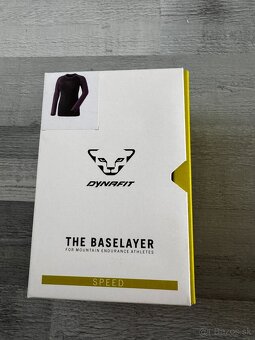 DYNAFIT
THE BASELAYER
FOR MOUNTAIN ENDURANCE ATHLETES
SPEED